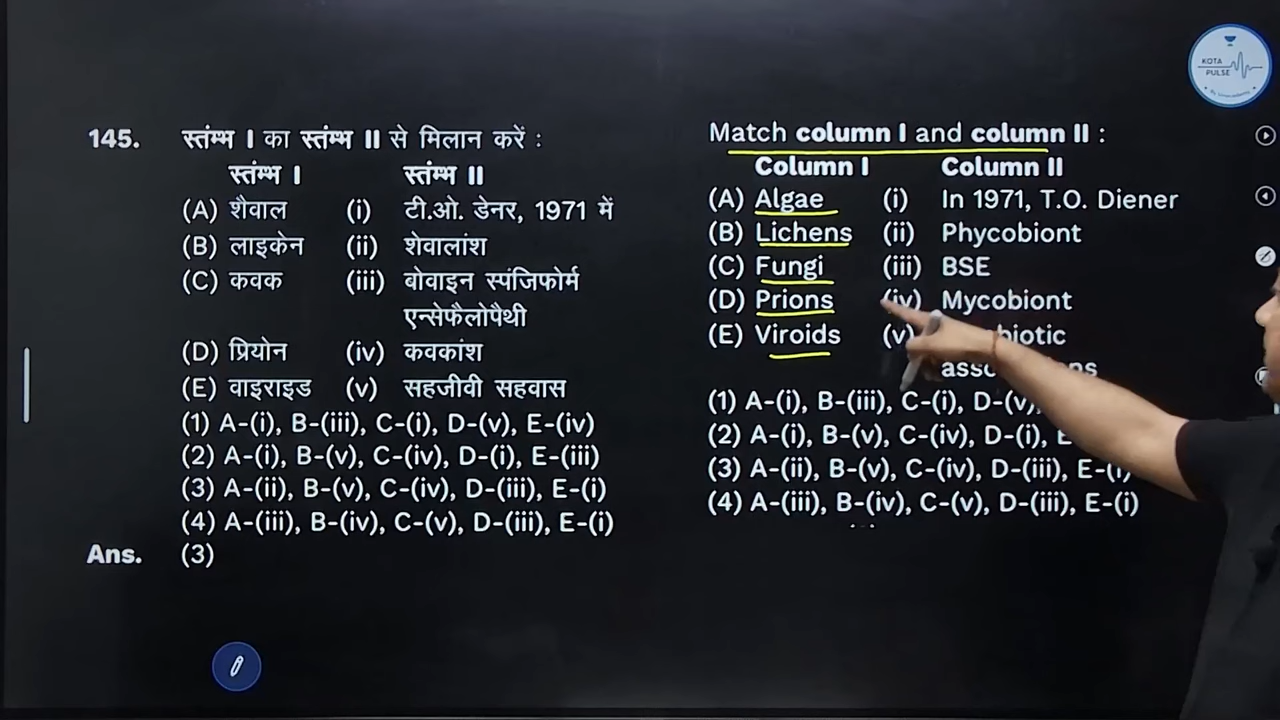 KOTA
PULSE
145. स्तंम्भ I का स्तंम्भ II से मिलान करें :
स्तंम्भ I स्तंम्भ II
(A) शैवाल (i) टी.ओ. डेनर, 1971 में
(B) लाइकेन (ii) शेवालांश
(C) कवक (iii) बोवाइन स्पंजिफोर्म
एन्सेफैलोपैथी
(D) प्रियोन (iv) कवकांश
(E) वाइराइड (v) सहजीवी सहवास
(1) A-(i), B-(iii), C-(i), D-(v), E-(iv)
(2) A-(i), B-(v), C-(iv), D-(i), E-(iii)
(3) A-(ii), B-(v), C-(iv), D-(iii), E-(i)
(4) A-(iii), B-(iv), C-(v), D-(iii), E-(i)
Ans. (3)
Match column I and column II :
Column I Column II
(A) Algae (i) In 1971, T.O. Diener
(B) Lichens (ii) Phycobiont
(C) Fungi (iii) BSE
(D) Prions (iv) Mycobiont
(E) Viroids (v)
(1) A-(i), B-(iii), C-(i), D-(v),
(2) A-(i), B-(v), C-(iv), D-(i), E
(3) A-(ii), B-(v), C-(iv), D-(iii), E-(i)
(4) A-(iii), B-(iv), C-(v), D-(iii), E-(i)